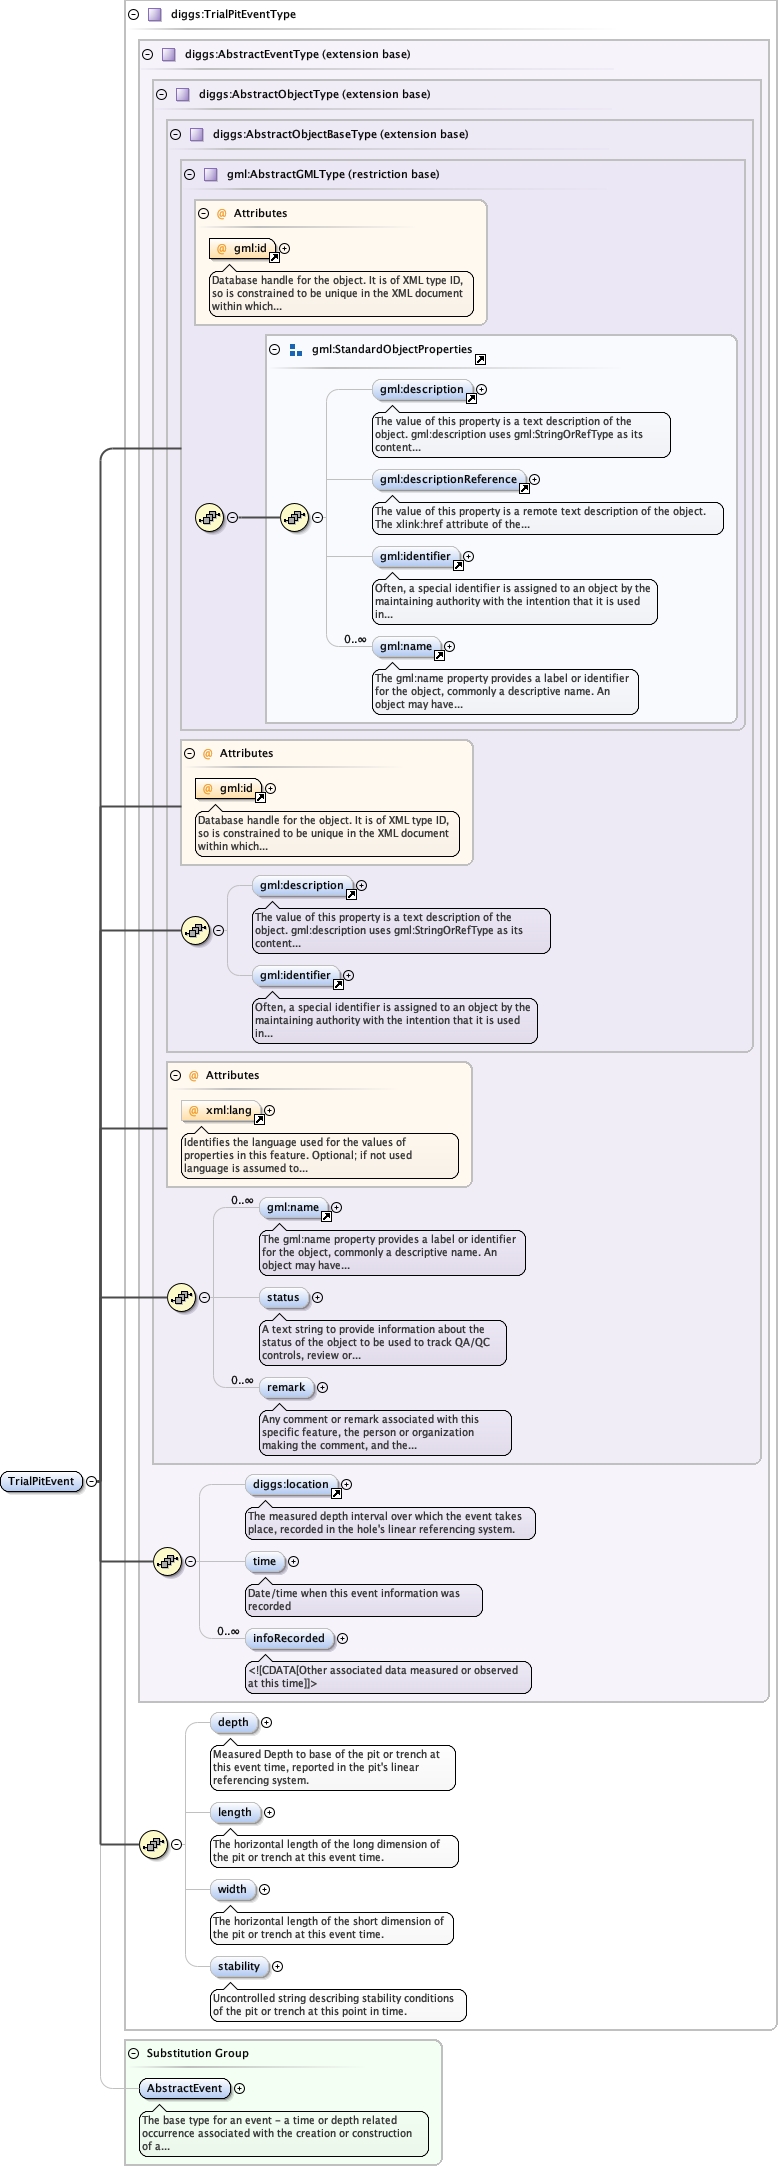 diggs:TrialPitEventType
diggs:AbstractEventType (extension base)
diggs:AbstractObjectType (extension base)
diggs:AbstractObjectBaseType (extension base)
gml:AbstractGMLType (restriction base)
@ Attributes
@ gml:id
Database handle for the object. It is of XML type ID,
so is constrained to be unique in the XML document
within which...
gml:StandardObjectProperties
gml:description
The value of this property is a text description of the
object. gml:description uses gml:StringOrRefType as its
content...
gml:descriptionReference
The value of this property is a remote text description of the object.
The xlink:href attribute of the...
gml:identifier
Often, a special identifier is assigned to an object by the
maintaining authority with the intention that it is used
in...
0..∞
gml:name
The gml:name property provides a label or identifier
for the object, commonly a descriptive name. An
object may have...
@ Attributes
@ gml:id
Database handle for the object. It is of XML type ID,
so is constrained to be unique in the XML document
within which...
gml:description
The value of this property is a text description of the
object. gml:description uses gml:StringOrRefType as its
content...
gml:identifier
Often, a special identifier is assigned to an object by the
maintaining authority with the intention that it is used
in...
@ Attributes
@ xml:lang
Identifies the language used for the values of
properties in this feature. Optional; if not used
language is assumed to...
0..∞
gml:name
The gml:name property provides a label or identifier
for the object, commonly a descriptive name. An
object may have...
status
A text string to provide information about the
status of the object to be used to track QA/QC
controls, review or...
0..∞
remark
Any comment or remark associated with this
specific feature, the person or organization
making the comment, and the...
TrialPitEvent
diggs:location
The measured depth interval over which the event takes
place, recorded in the hole's linear referencing system.
time
Date/time when this event information was
recorded
0..∞
infoRecorded
<![CDATA[Other associated data measured or observed
at this time]]>
depth
Measured Depth to base of the pit or trench at
this event time, reported in the pit's linear
referencing system.
length
The horizontal length of the long dimension of
the pit or trench at this event time.
width
The horizontal length of the short dimension of
the pit or trench at this event time.
stability
Uncontrolled string describing stability conditions
of the pit or trench at this point in time.
Substitution Group
AbstractEvent
The base type for an event - a time or depth related
occurrence associated with the creation or construction
of a...